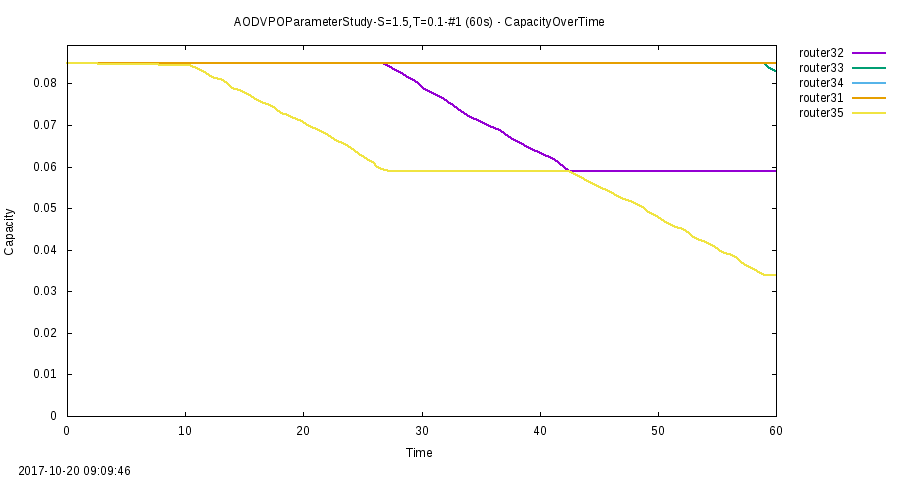 AODVPOParameterStudy-S=1.5,T=0.1-#1 (60s) - CapacityOverTime
router32
router33
router34
router31
router35
0.08
0.07
0.06
0.05
0.04
0.03
0.02
0.01
0
Capacity
0 10 20 30 40 50 60
Time
2017-10-20 09:09:46